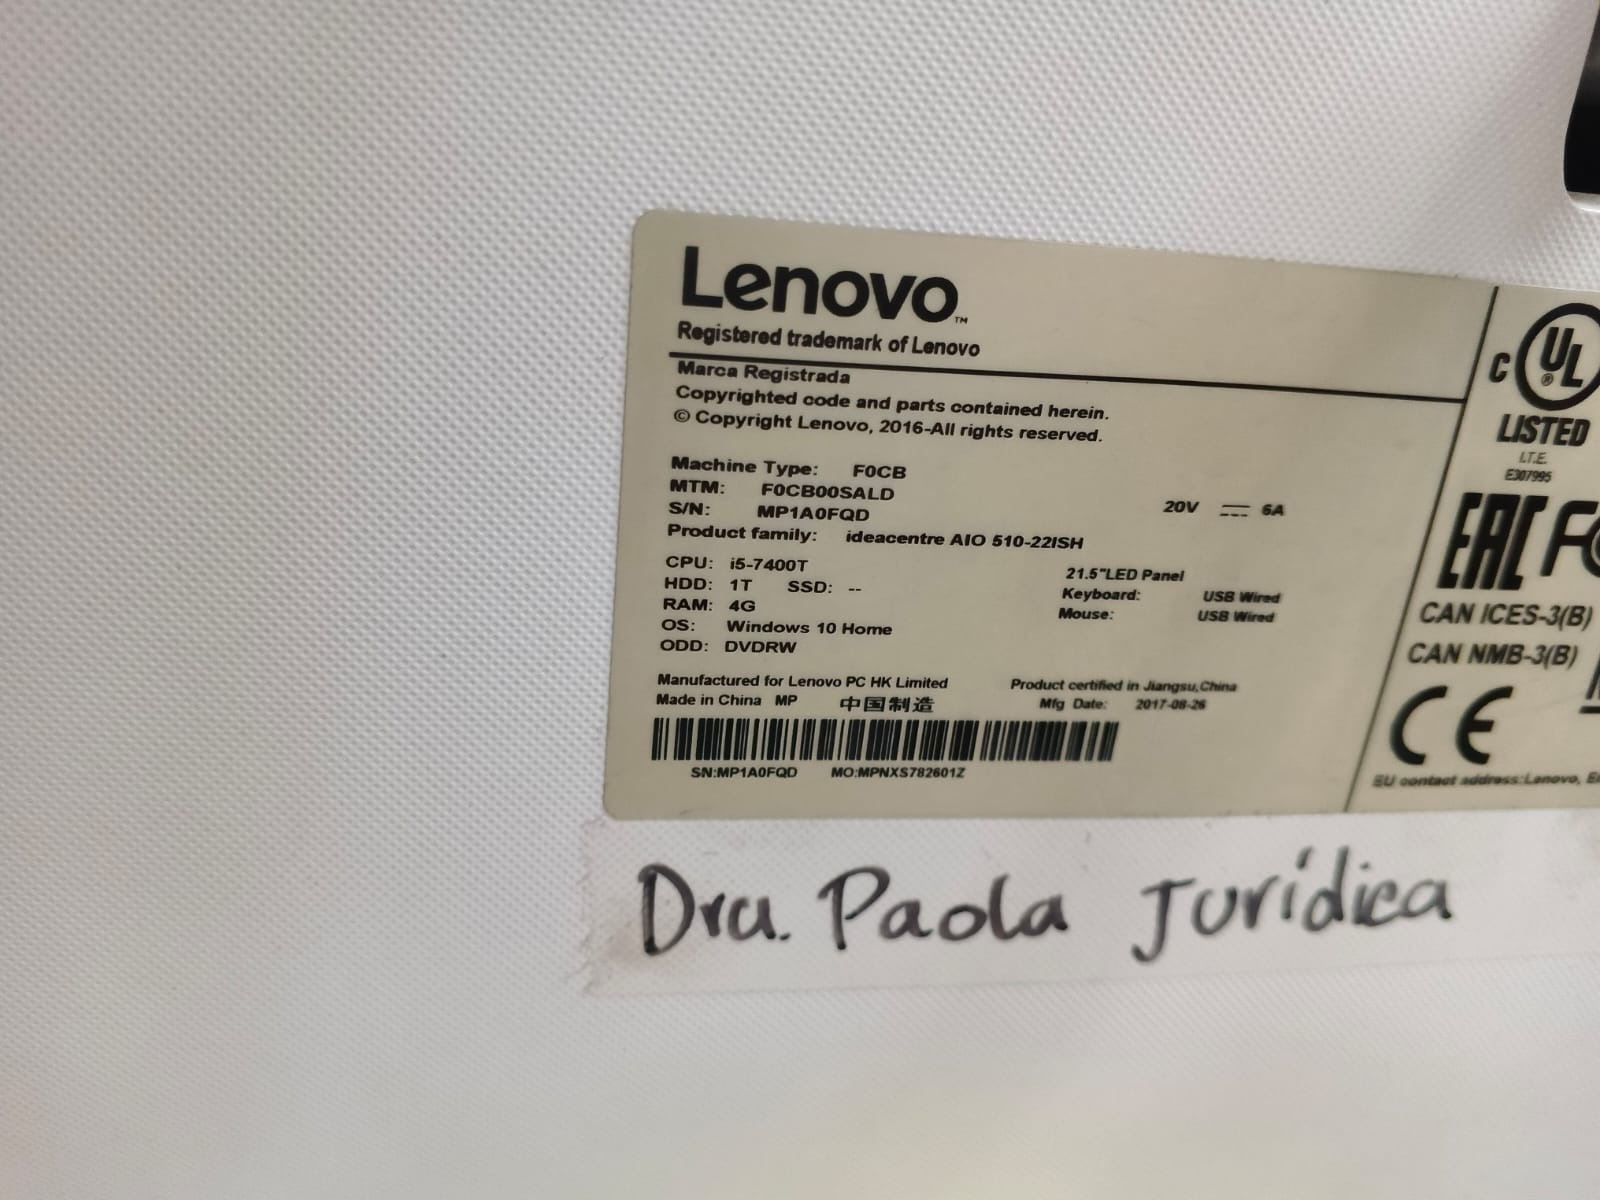 Lenovo™
Registered trademark of Lenovo
Marca Registrada
Copyrighted code and parts contained herein.
© Copyright Lenovo, 2016-All rights reserved.
Machine Type: F0CB
MTM: F0CB00SALD
S/N: MP1A0FQD
20V 6A
Product family: ideacentre AIO 510-22ISH
CPU: i5-7400T
HDD: 1T SSD: --
RAM: 4G
OS: Windows 10 Home
ODD: DVDRW
21.5"LED Panel
Keyboard: USB Wired
Mouse: USB Wired
Manufactured for Lenovo PC HK Limited
Made in China MP 中国制造
Product certified in Jiangsu,China
Mfg Date: 2017-08-26
SN:MP1A0FQD MO:MPNXS782601Z
C UL ®
LISTED
I.T.E.
E307995
EAC F
CAN ICES-3(B)
CAN NMB-3(B)
CE
EU contact address:Lenovo,
Dra. Paola Jurídica